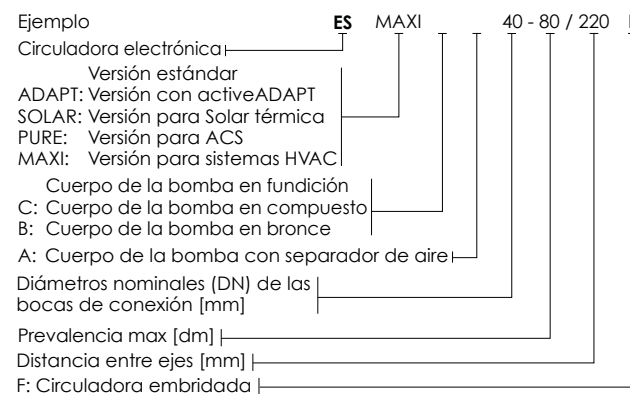 Ejemplo ES MAXI 40 - 80 / 220
Circuladora electrónica
Versión estándar
ADAPT: Versión con activeADAPT
SOLAR: Versión para Solar térmica
PURE: Versión para ACS
MAXI: Versión para sistemas HVAC
Cuerpo de la bomba en fundición
C: Cuerpo de la bomba en compuesto
B: Cuerpo de la bomba en bronce
A: Cuerpo de la bomba con separador de aire
Diámetros nominales (DN) de las
bocas de conexión [mm]
Prevalencia max [dm]
Distancia entre ejes [mm]
F: Circuladora embridada